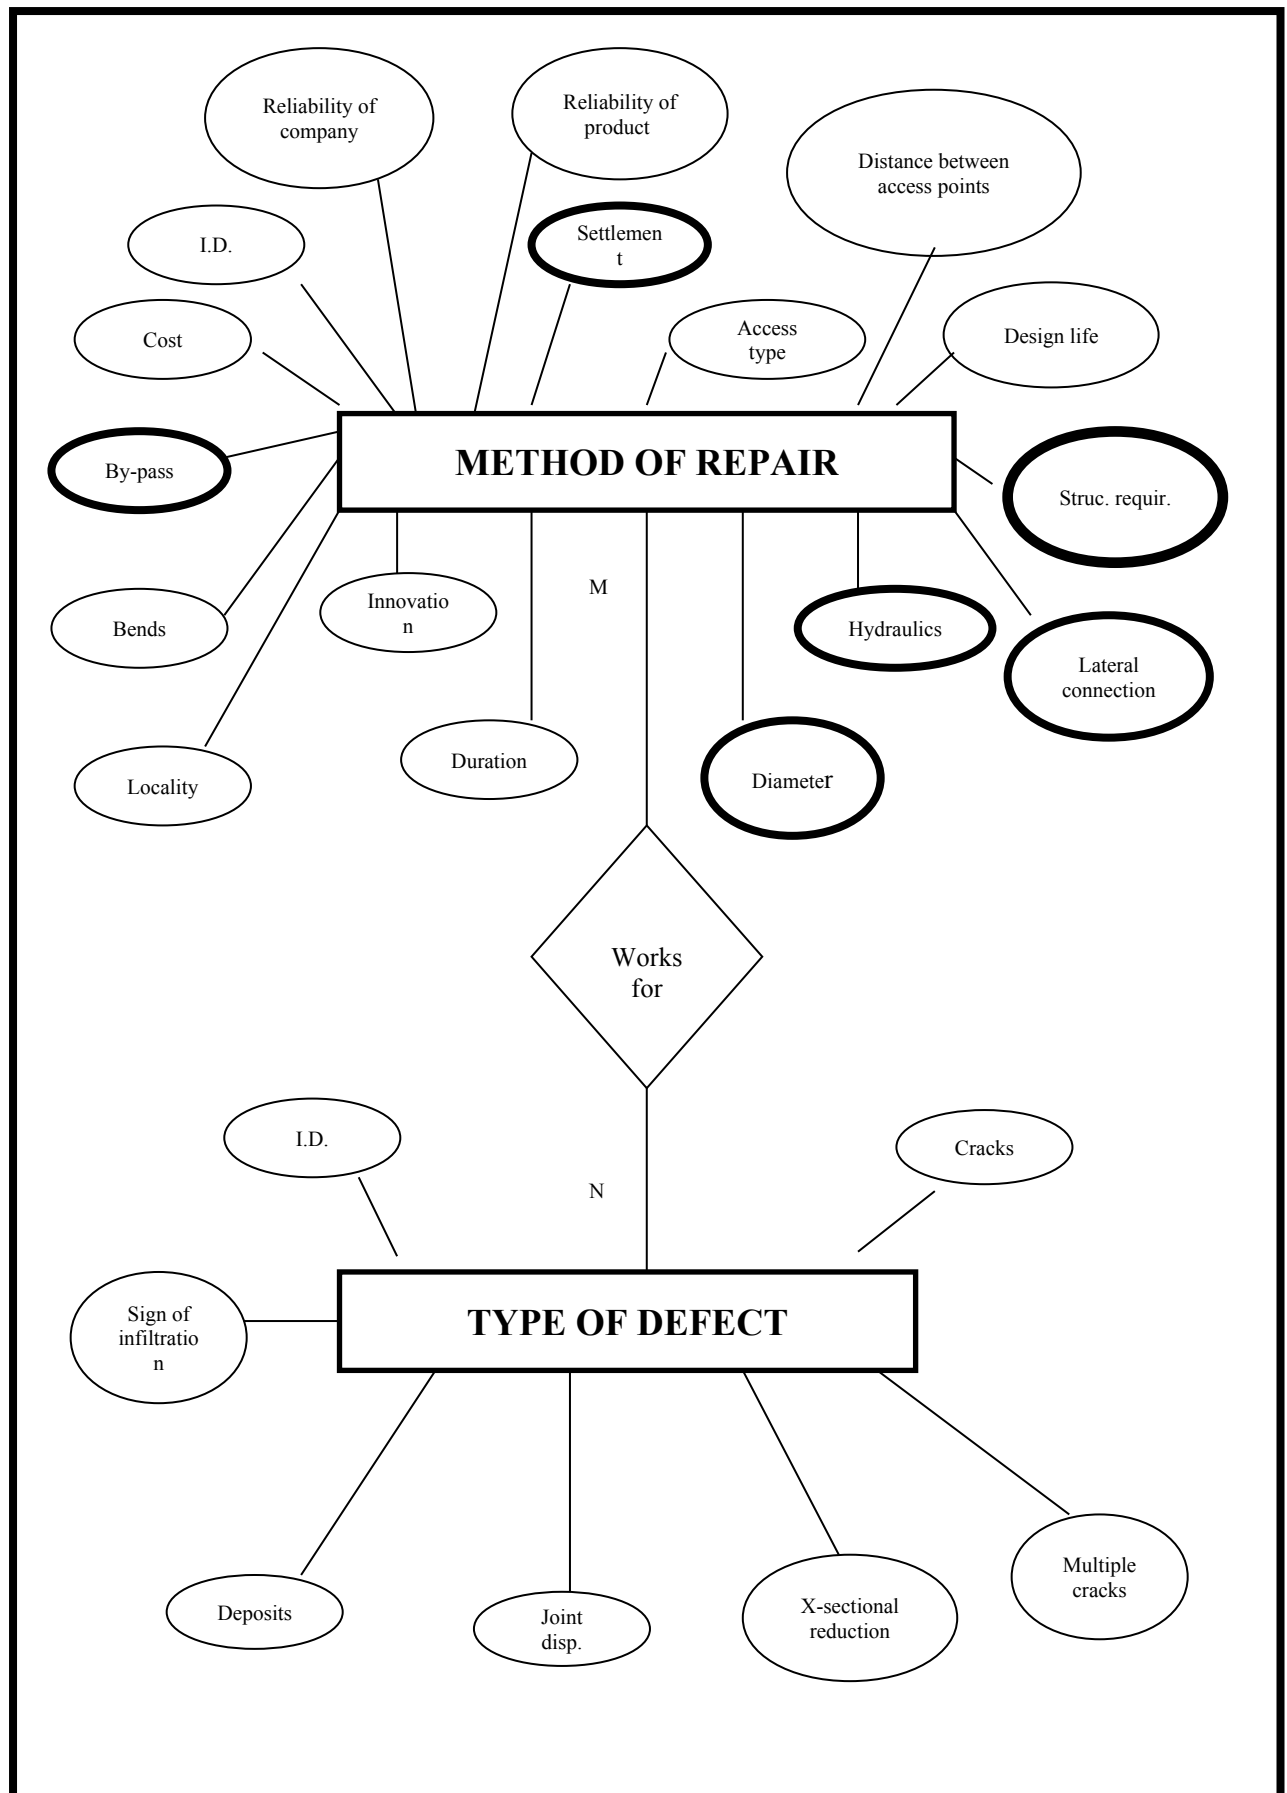 Reliability of
company
Reliability of
product
Distance between
access points
I.D.
Settlemen
t
Cost
Access
type
Design life
METHOD OF REPAIR
By-pass
Struc. requir.
Bends
Innovatio
n
M
Hydraulics
Lateral
connection
Locality
Duration
Diameter
Works
for
I.D.
Cracks
N
Sign of
infiltratio
n
TYPE OF DEFECT
Deposits
Joint
disp.
X-sectional
reduction
Multiple
cracks